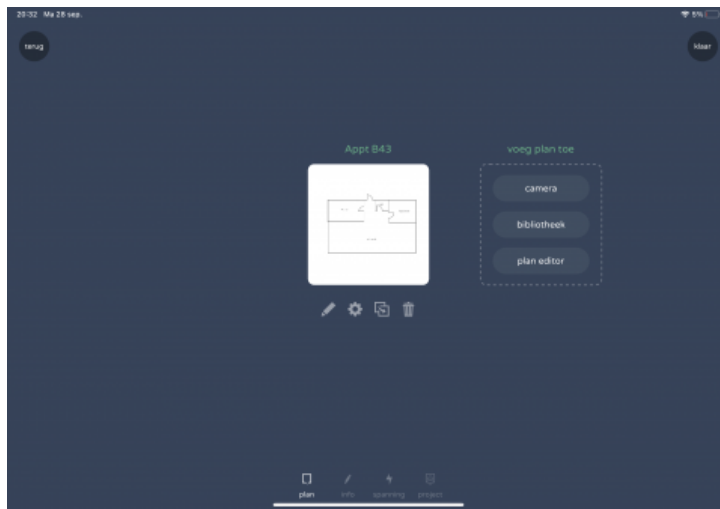 20:32 Ma 28 sep.
5%
terug
klaar
Appt B43
voeg plan toe
camera
bibliotheek
plan editor
plan
info
spanning
project